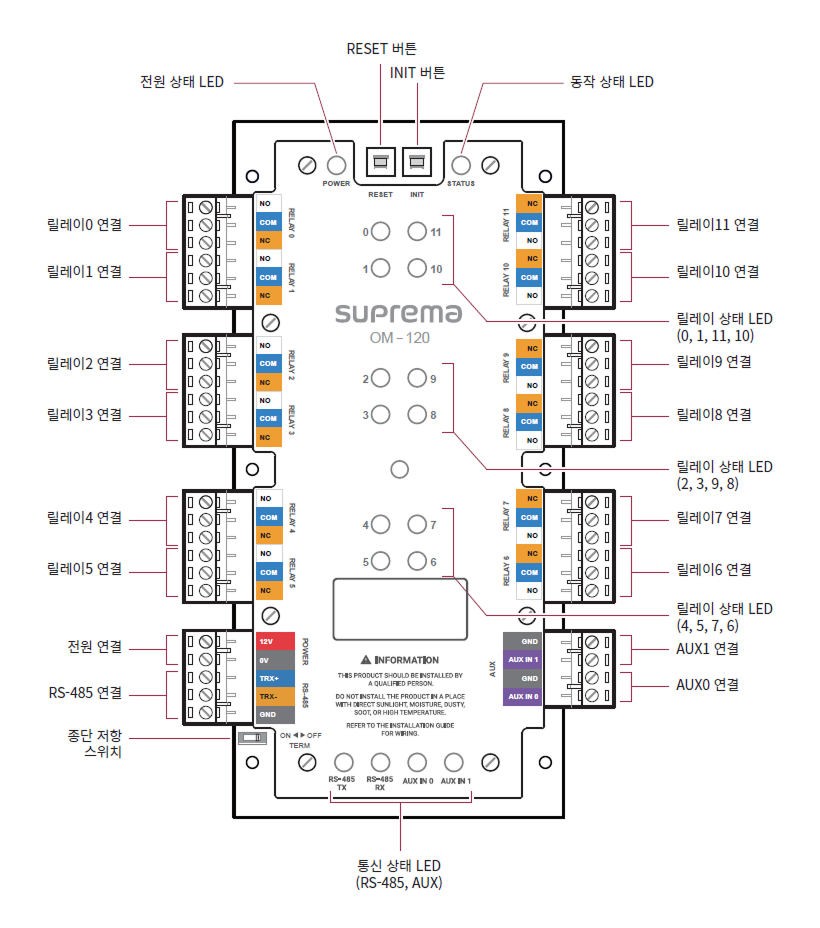 RESET 버튼
INIT 버튼
전원 상태 LED
동작 상태 LED
POWER
RESET
INIT
STATUS
릴레이0 연결
릴레이1 연결
NO
COM
NC
RELAY 0
NO
COM
NC
RELAY 1
0
11
1
10
NC
COM
NO
RELAY 11
NC
COM
NO
RELAY 10
릴레이11 연결
릴레이10 연결
suprema
OM-120
릴레이 상태 LED
(0, 1, 11, 10)
릴레이2 연결
릴레이3 연결
NO
COM
NC
RELAY 2
NO
COM
NC
RELAY 3
2
9
3
8
NC
COM
NO
RELAY 9
NC
COM
NO
RELAY 8
릴레이9 연결
릴레이8 연결
릴레이 상태 LED
(2, 3, 9, 8)
릴레이4 연결
릴레이5 연결
NO
COM
NC
RELAY 4
NO
COM
NC
RELAY 5
4
7
5
6
NC
COM
NO
RELAY 7
NC
COM
NO
RELAY 6
릴레이7 연결
릴레이6 연결
릴레이 상태 LED
(4, 5, 7, 6)
전원 연결
RS-485 연결
12V
0V
POWER
TRX+
TRX-
GND
RS-485
INFORMATION
THIS PRODUCT SHOULD BE INSTALLED BY
A QUALIFIED PERSON.
DO NOT INSTALL THE PRODUCT IN A PLACE
WITH DIRECT SUNLIGHT, MOISTURE, DUSTY,
SOOT, OR HIGH TEMPERATURE.
REFER TO THE INSTALLATION GUIDE
FOR WIRING.
AUX
GND
AUX IN 1
GND
AUX IN 0
AUX1 연결
AUX0 연결
종단 저항
스위치
ON ◀ ▶ OFF
TERM
RS-485
TX
RS-485
RX
AUX IN 0
AUX IN 1
통신 상태 LED
(RS-485, AUX)